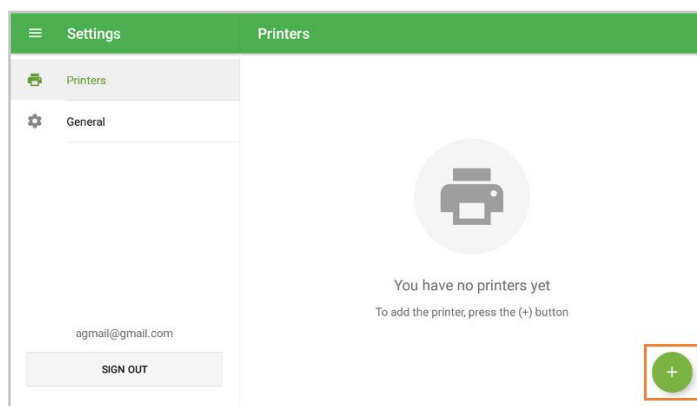 Settings
Printers
Printers
General
You have no printers yet
To add the printer, press the (+) button
agmail@gmail.com
SIGN OUT
+